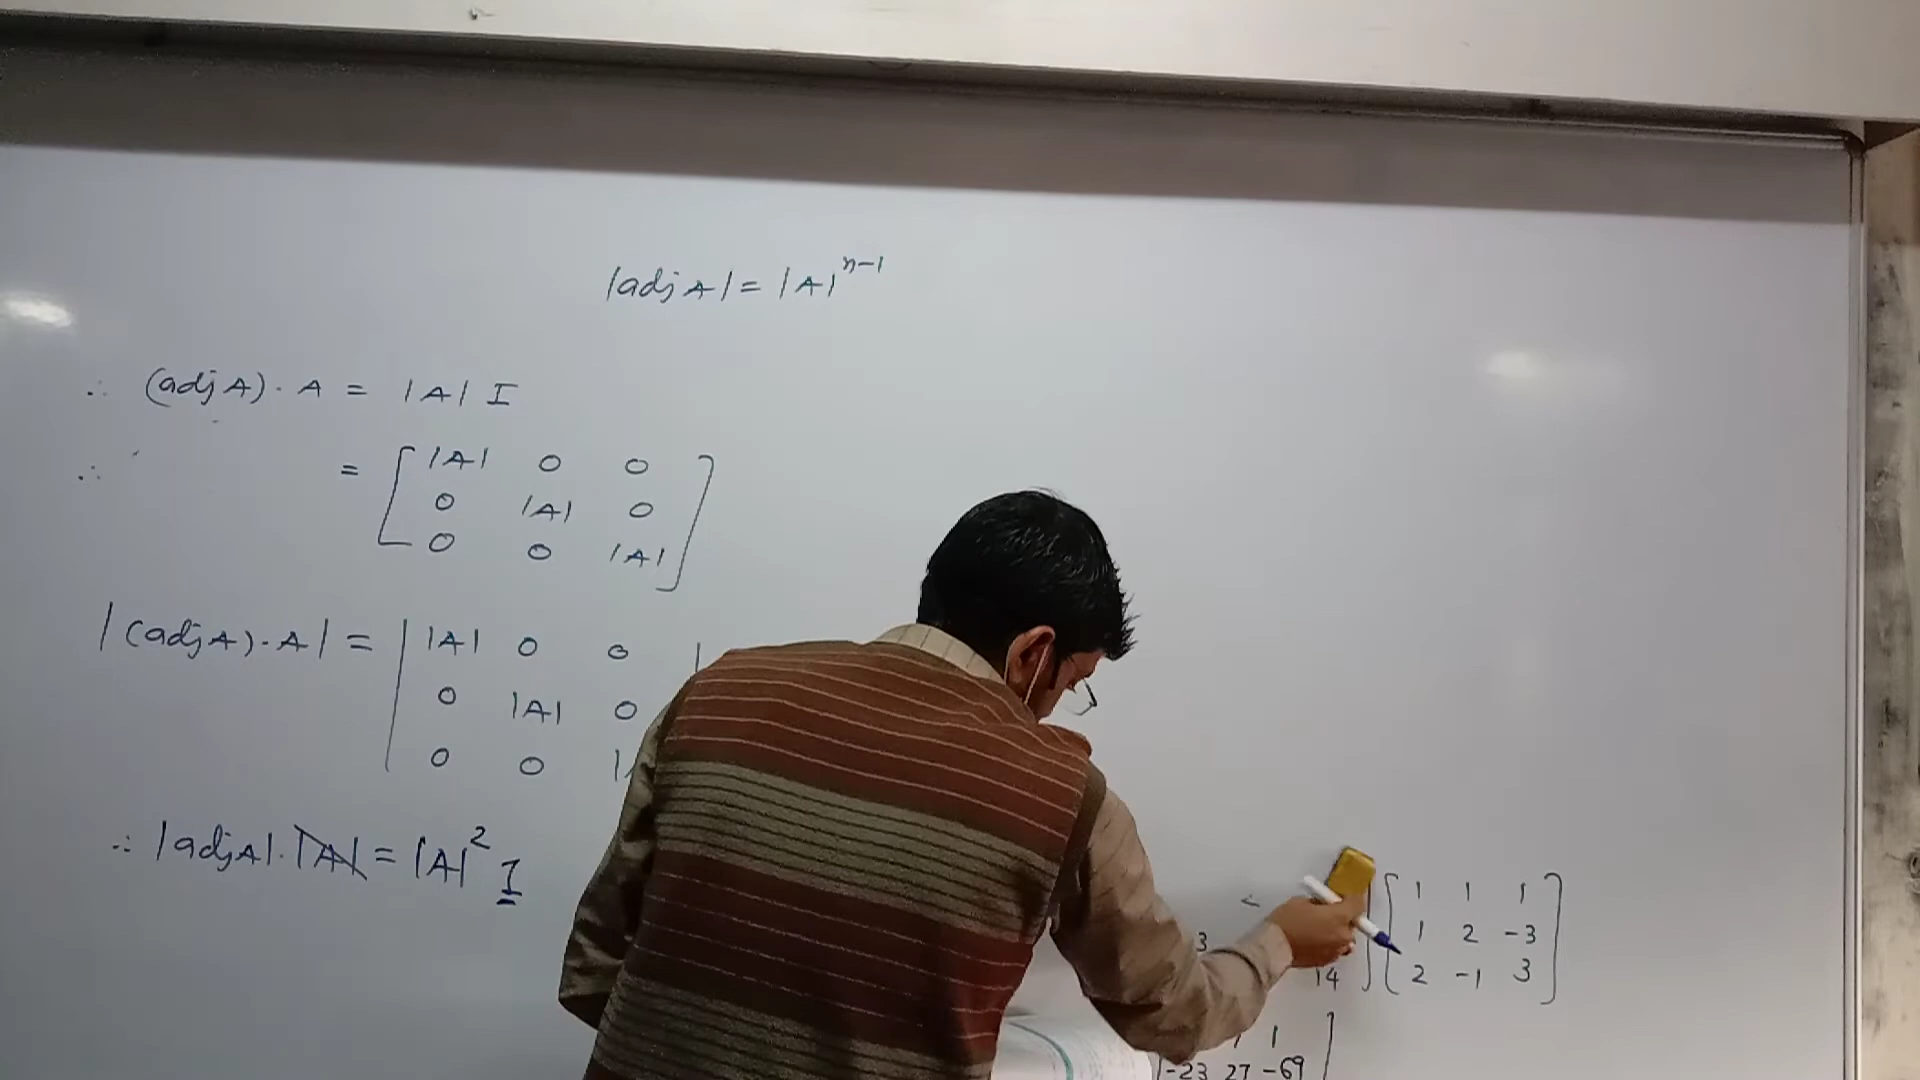 |adj A| = |A|^{n-1}
∴ (adj A) . A = |A| I
∴ = [ |A| 0 0
0 |A| 0
0 0 |A| ]
|(adj A) . A| = | |A| 0 0 |
0 |A| 0
0 0
∴ |adj A| . |A| = |A|^2 I
[ 1 1 1
3 1 2 -3
14 ] 2 -1 3 ]
1 ]
-23 27 -69